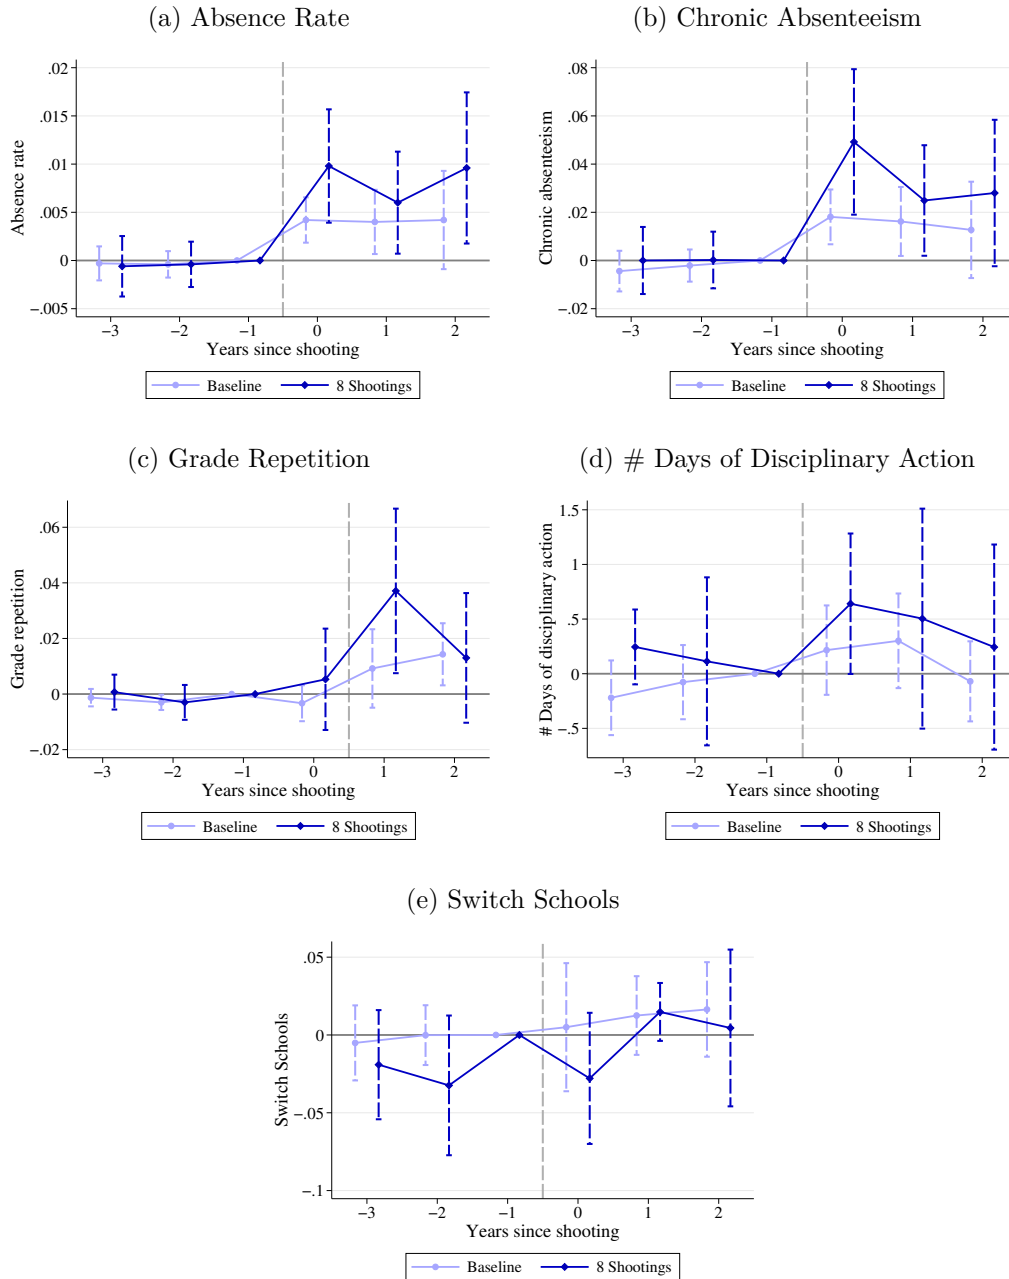 (a) Absence Rate
.02
.015
.01
.005
0
−.005
Absence rate
−3 −2 −1 0 1 2
Years since shooting
Baseline 8 Shootings
(b) Chronic Absenteeism
.08
.06
.04
.02
0
−.02
Chronic absenteeism
−3 −2 −1 0 1 2
Years since shooting
Baseline 8 Shootings
(c) Grade Repetition
.06
.04
.02
0
−.02
Grade repetition
−3 −2 −1 0 1 2
Years since shooting
Baseline 8 Shootings
(d) # Days of Disciplinary Action
1.5
1
.5
0
−.5
# Days of disciplinary action
−3 −2 −1 0 1 2
Years since shooting
Baseline 8 Shootings
(e) Switch Schools
.05
0
−.05
−.1
Switch Schools
−3 −2 −1 0 1 2
Years since shooting
Baseline 8 Shootings